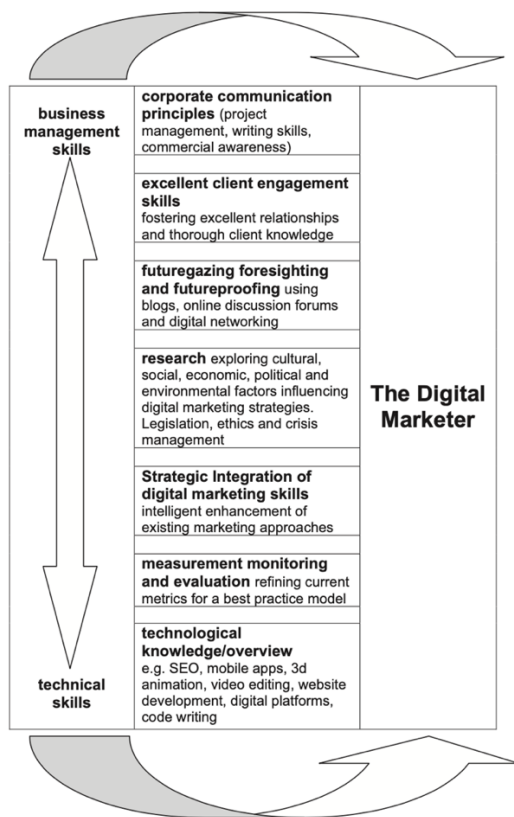 business
management
skills
technical
skills
corporate communication
principles (project
management, writing skills,
commercial awareness)
excellent client engagement
skills
fostering excellent relationships
and thorough client knowledge
futuregazing foresighting
and futureproofing using
blogs, online discussion forums
and digital networking
research exploring cultural,
social, economic, political and
environmental factors influencing
digital marketing strategies.
Legislation, ethics and crisis
management
Strategic Integration of
digital marketing skills
intelligent enhancement of
existing marketing approaches
measurement monitoring
and evaluation refining current
metrics for a best practice model
technological
knowledge/overview
e.g. SEO, mobile apps, 3d
animation, video editing, website
development, digital platforms,
code writing
The Digital
Marketer